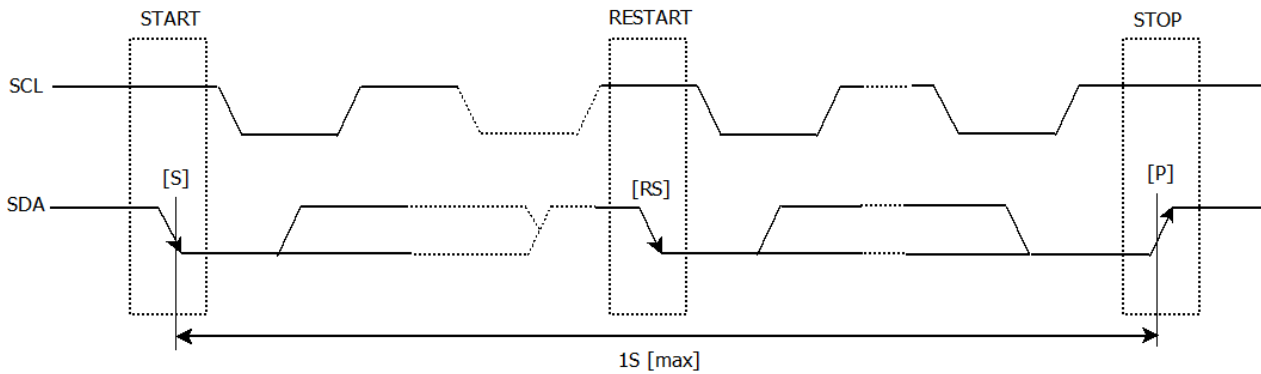 START
RESTART
STOP
SCL
[S]
[RS]
[P]
SDA
1S [max]